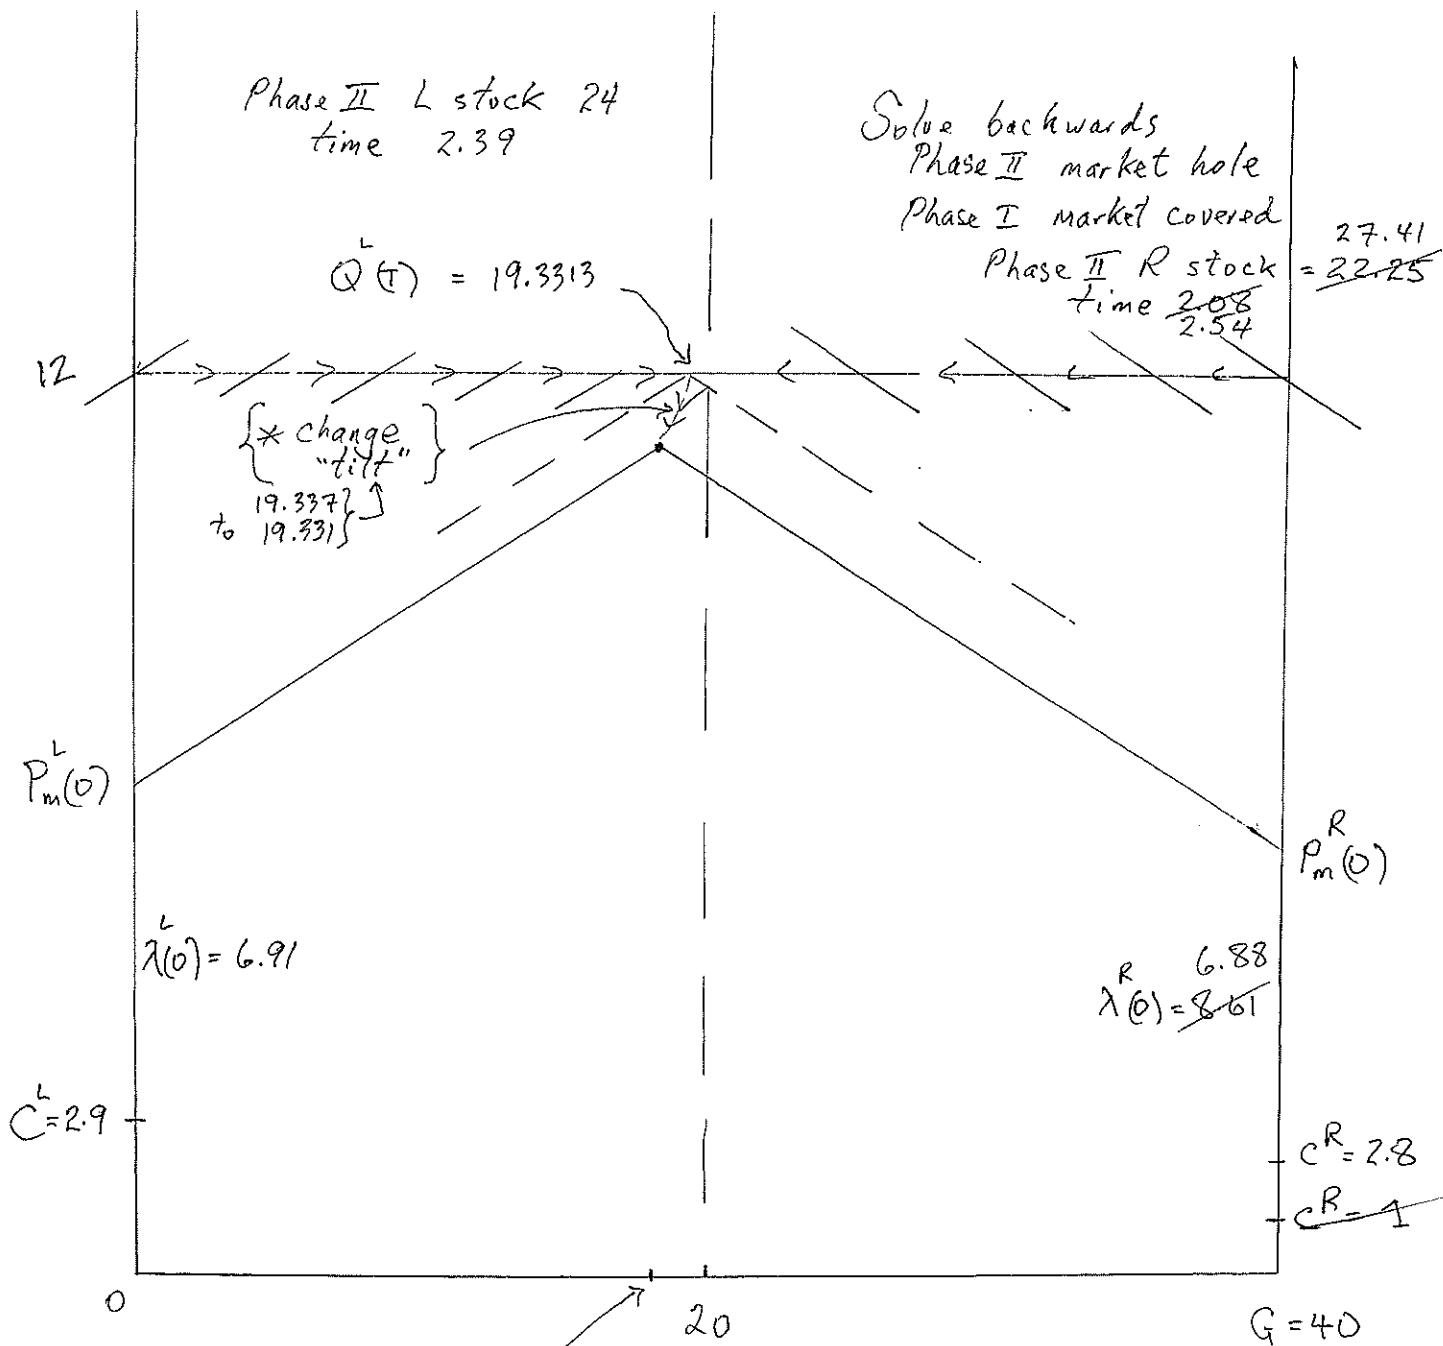 Phase II L stock 24
time 2.39
Solve backwards
Phase II market hole
Phase I market covered
27.41
Phase II R stock = 22.25
time 2.08
2.54
Q^L(T) = 19.3313
12
{* change "tilt"}
19.337}
to 19.331}
P_m^L(0)
P_m^R(0)
λ^L(0) = 6.91
6.88
λ^R(0) = 8.61
C^L = 2.9
C^R = 2.8
C^R = 1
0
20
G = 40